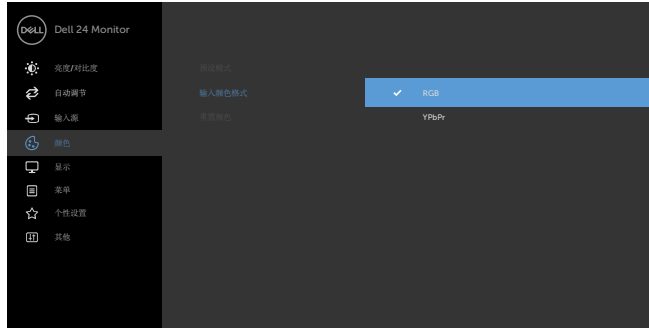 DELL
Dell 24 Monitor
亮度/对比度
自动调节
输入源
颜色
显示
菜单
个性设置
其他
预设模式
输入颜色格式
重置颜色
RGB
YPbPr